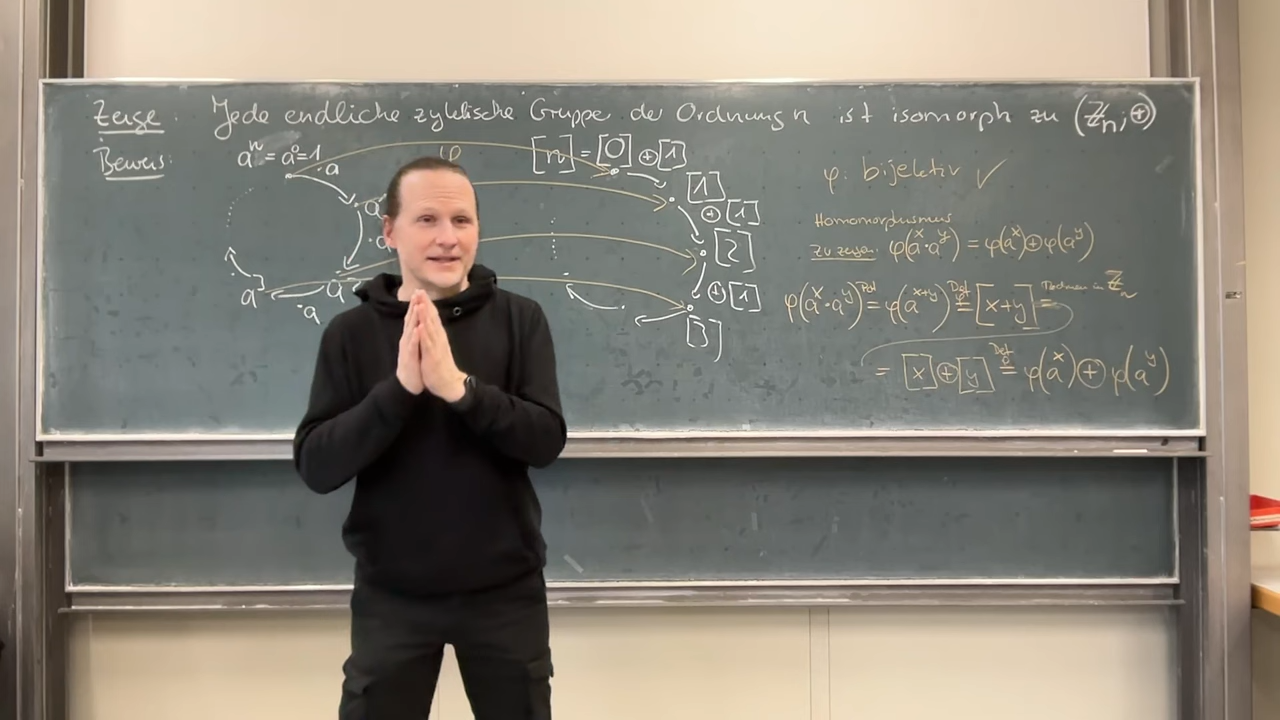 Zeige: Jede endliche zyklische Gruppe der Ordnung n ist isomorph zu (ℤₙ, ⊕)
Beweis:
aⁿ = a⁰ = 1
·a
φ
[n] = [0] ⊕ [1]
a
[1]
⊕ [1]
[2]
⊕ [1]
[3]
a
a
·a
φ: bijektiv ✓
Homomorphismus
zu zeigen: φ(aˣ·aʸ) = φ(aˣ) ⊕ φ(aʸ)
φ(aˣ·aʸ) = φ(aˣ⁺ʸ) =(Def φ) [x+y] =(Rechnen in ℤₙ)
= [x] ⊕ [y] =(Def) φ(aˣ) ⊕ φ(aʸ)